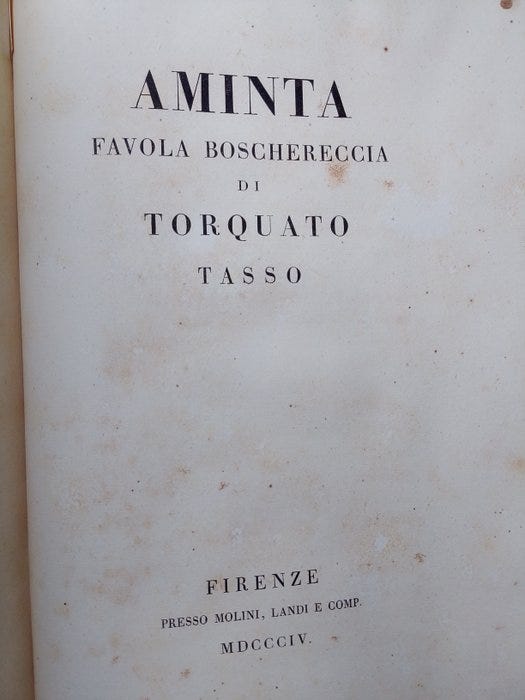 AMINTA
FAVOLA BOSCHERECCIA
DI
TORQUATO
TASSO
FIRENZE
PRESSO MOLINI, LANDI E COMP.
MDCCCIV.